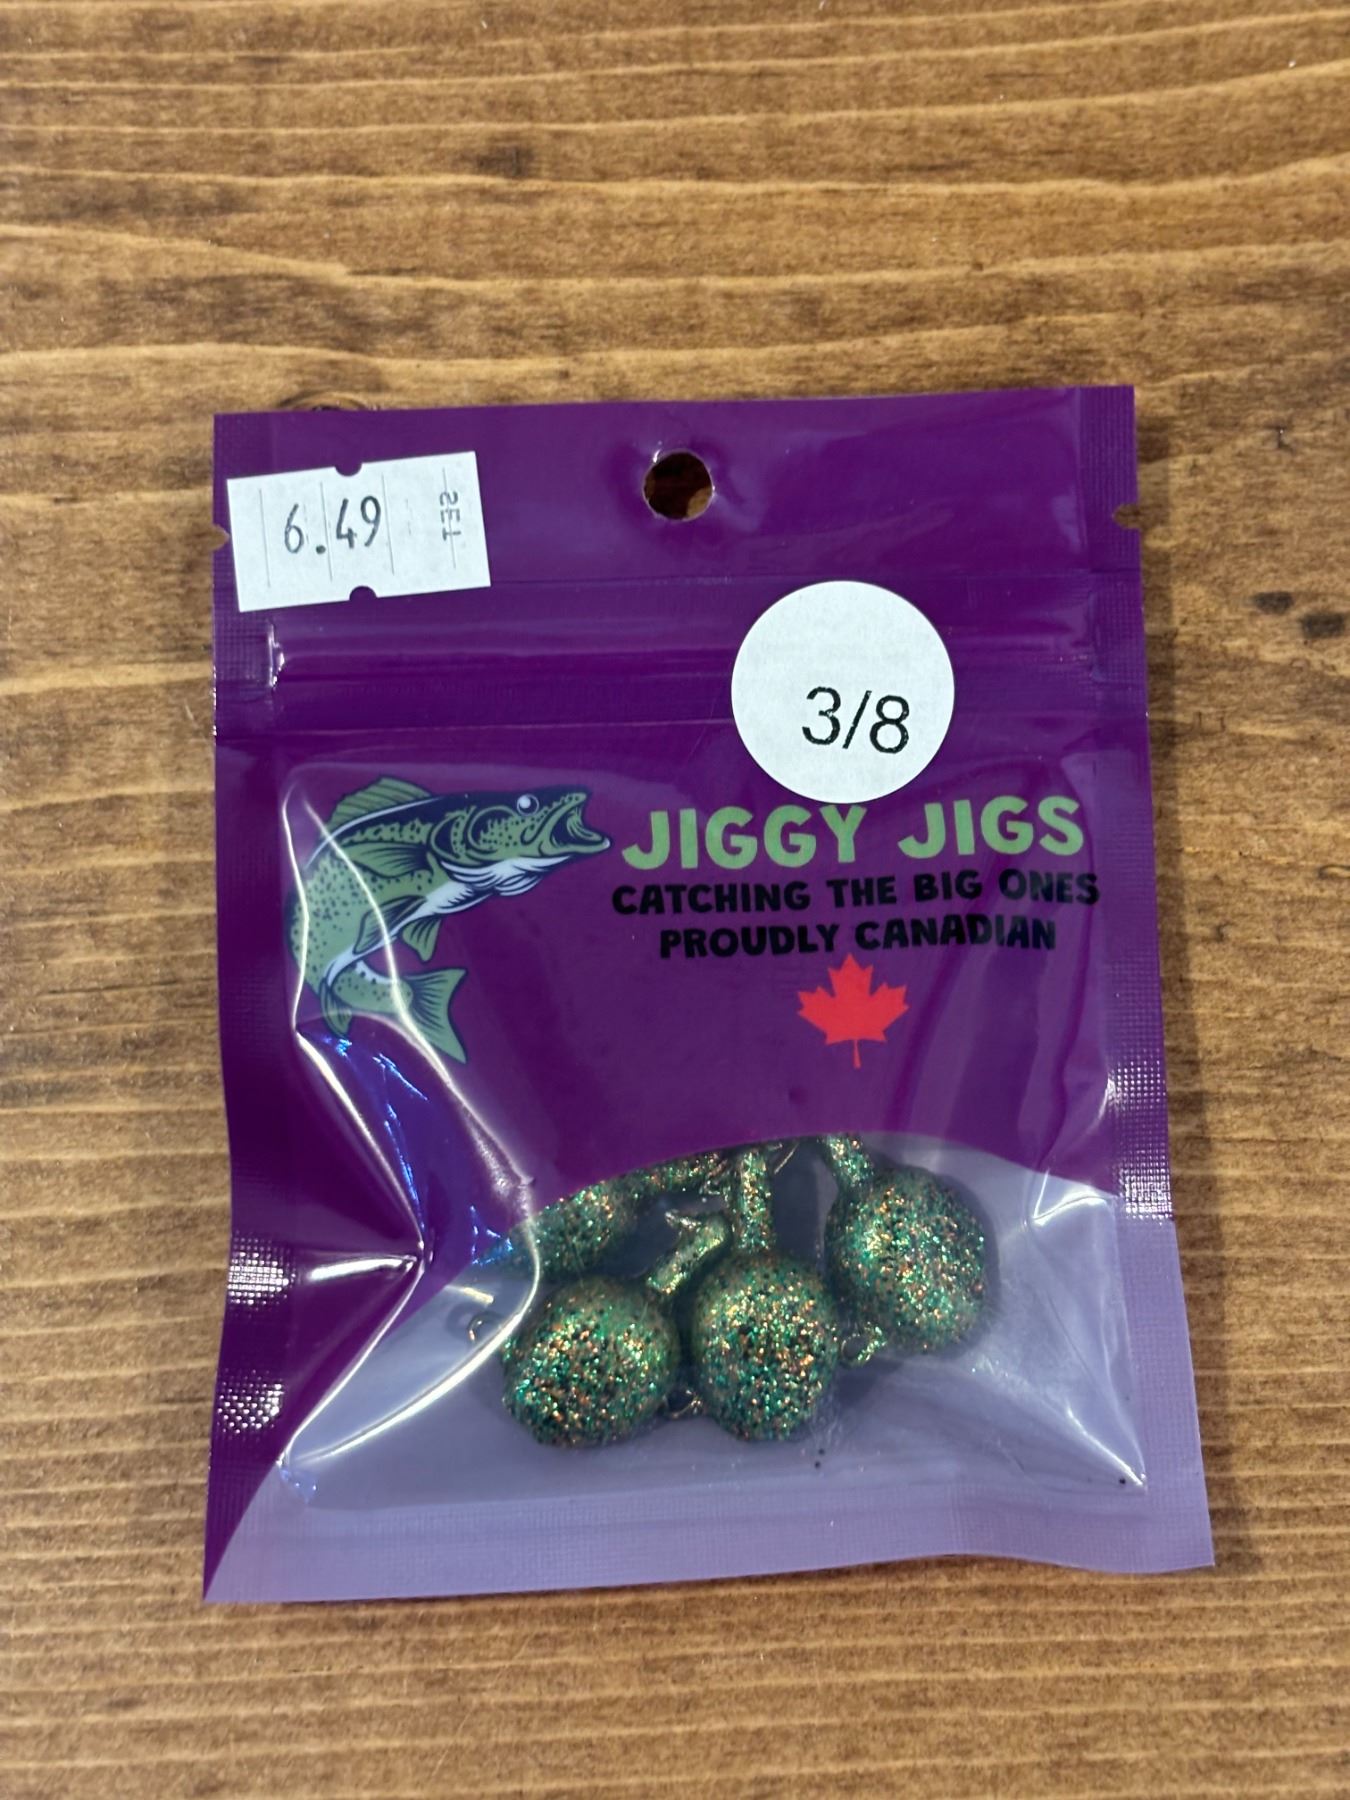 6.49
3/8
JIGGY JIGS
CATCHING THE BIG ONES
PROUDLY CANADIAN